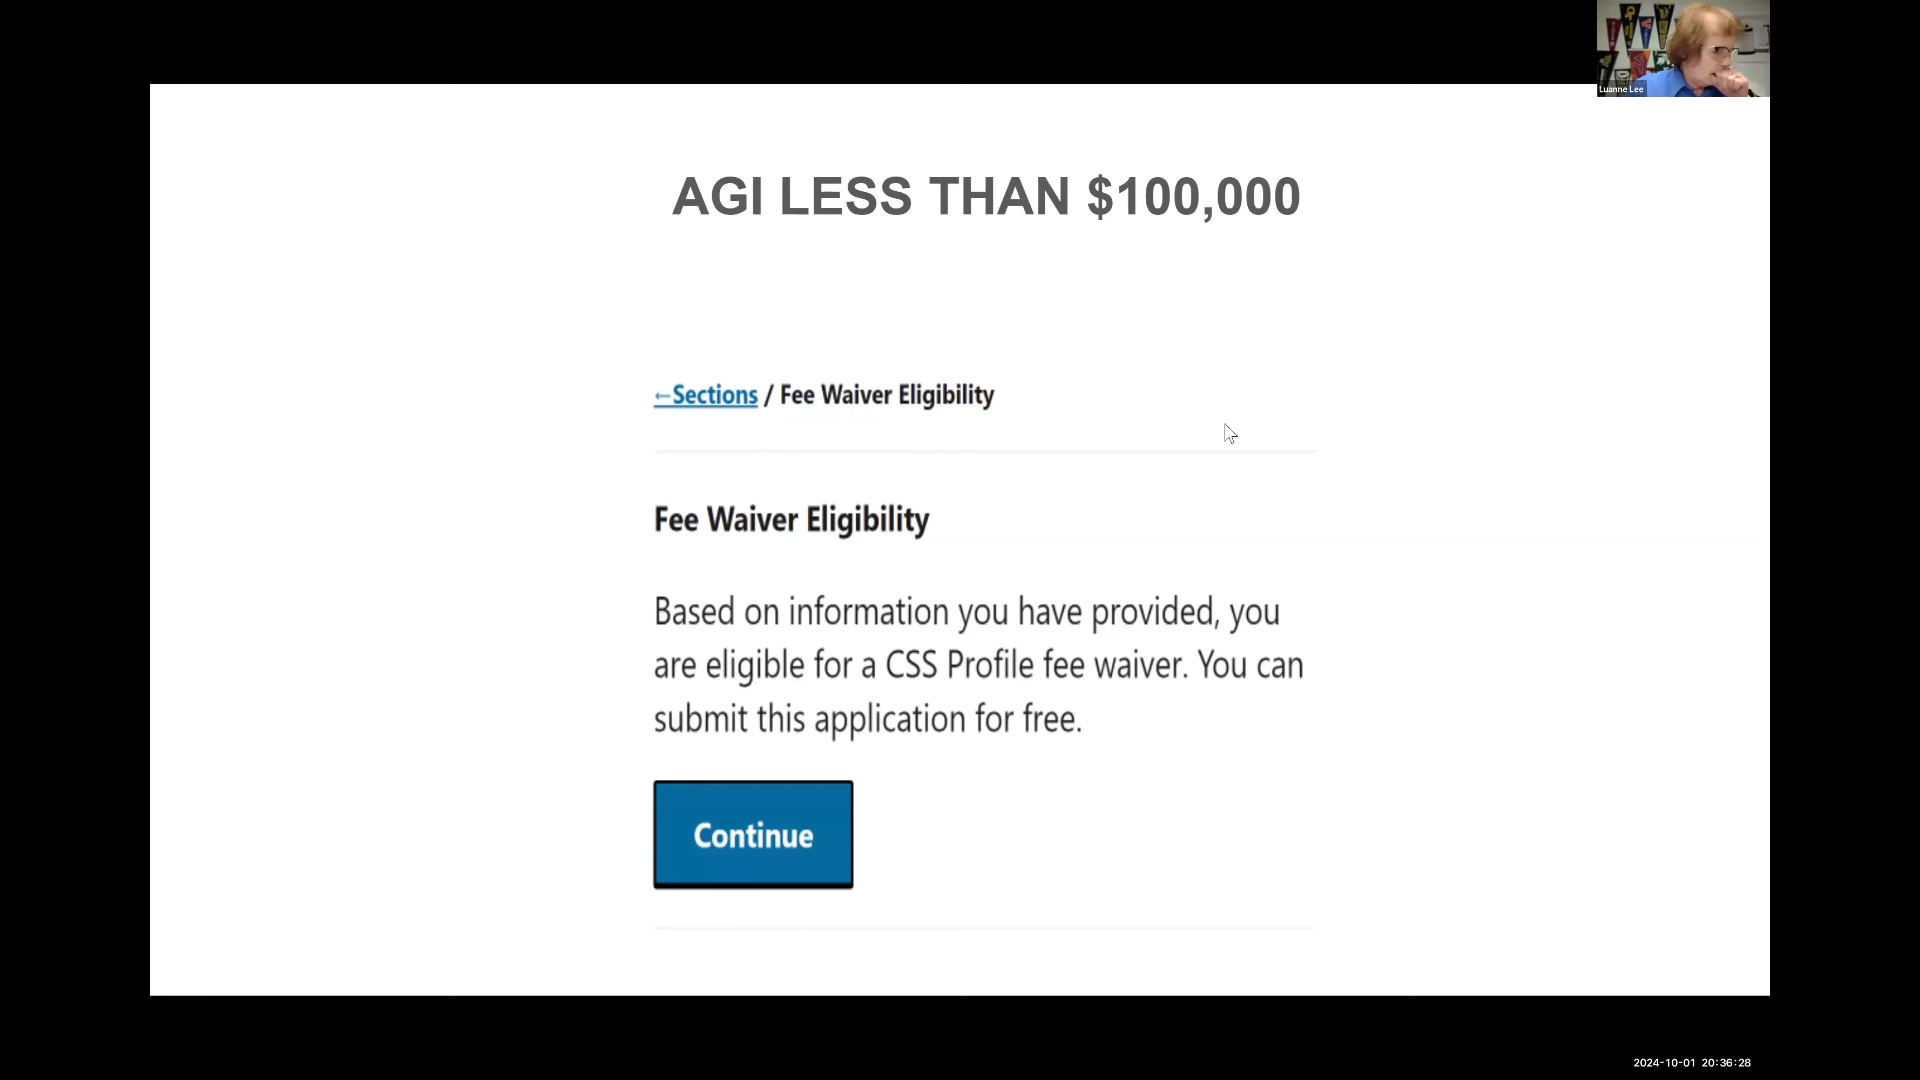 Luanne Lee
AGI LESS THAN $100,000
←Sections / Fee Waiver Eligibility
Fee Waiver Eligibility
Based on information you have provided, you
are eligible for a CSS Profile fee waiver. You can
submit this application for free.
Continue
2024-10-01 20:36:28